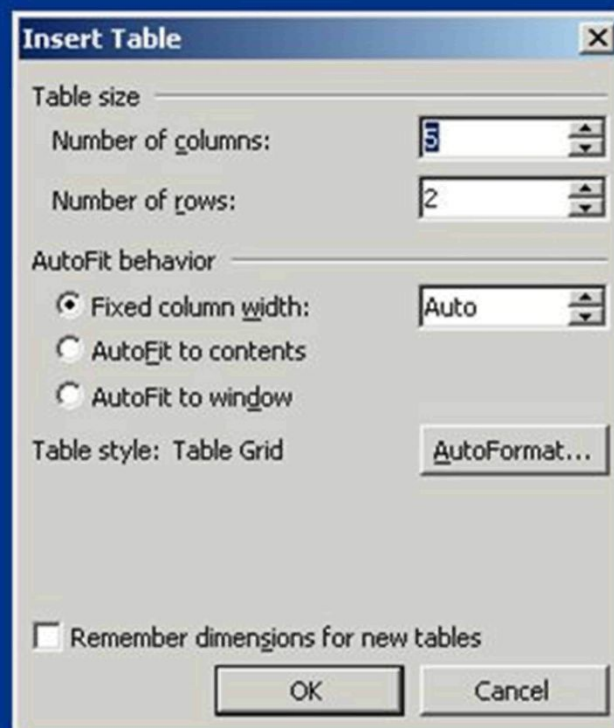 Insert Table
Table size
Number of columns: 5
Number of rows: 2
AutoFit behavior
Fixed column width: Auto
AutoFit to contents
AutoFit to window
Table style: Table Grid AutoFormat...
Remember dimensions for new tables
OK Cancel